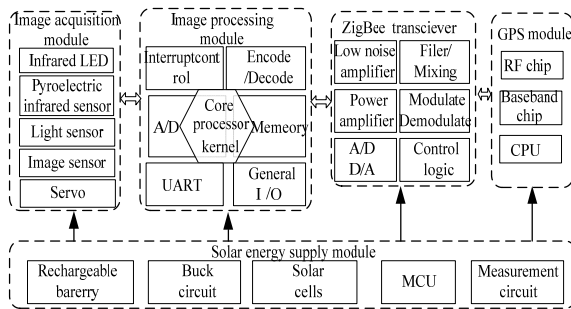 Image acquisition
module
Infrared LED
Pyroelectric
infrared sensor
Light sensor
Image sensor
Servo
Image processing
module
Interruptcont
rol
Encode
/Decode
A/D
Core
processor
kernel
Memeory
UART
General
I /O
ZigBee transciever
Low noise
amplifier
Filer/
Mixing
Power
amplifier
Modulate
Demodulate
A/D
D/A
Control
logic
GPS module
RF chip
Baseband
chip
CPU
Solar energy supply module
Rechargeable
barerry
Buck
circuit
Solar
cells
MCU
Measurement
circuit